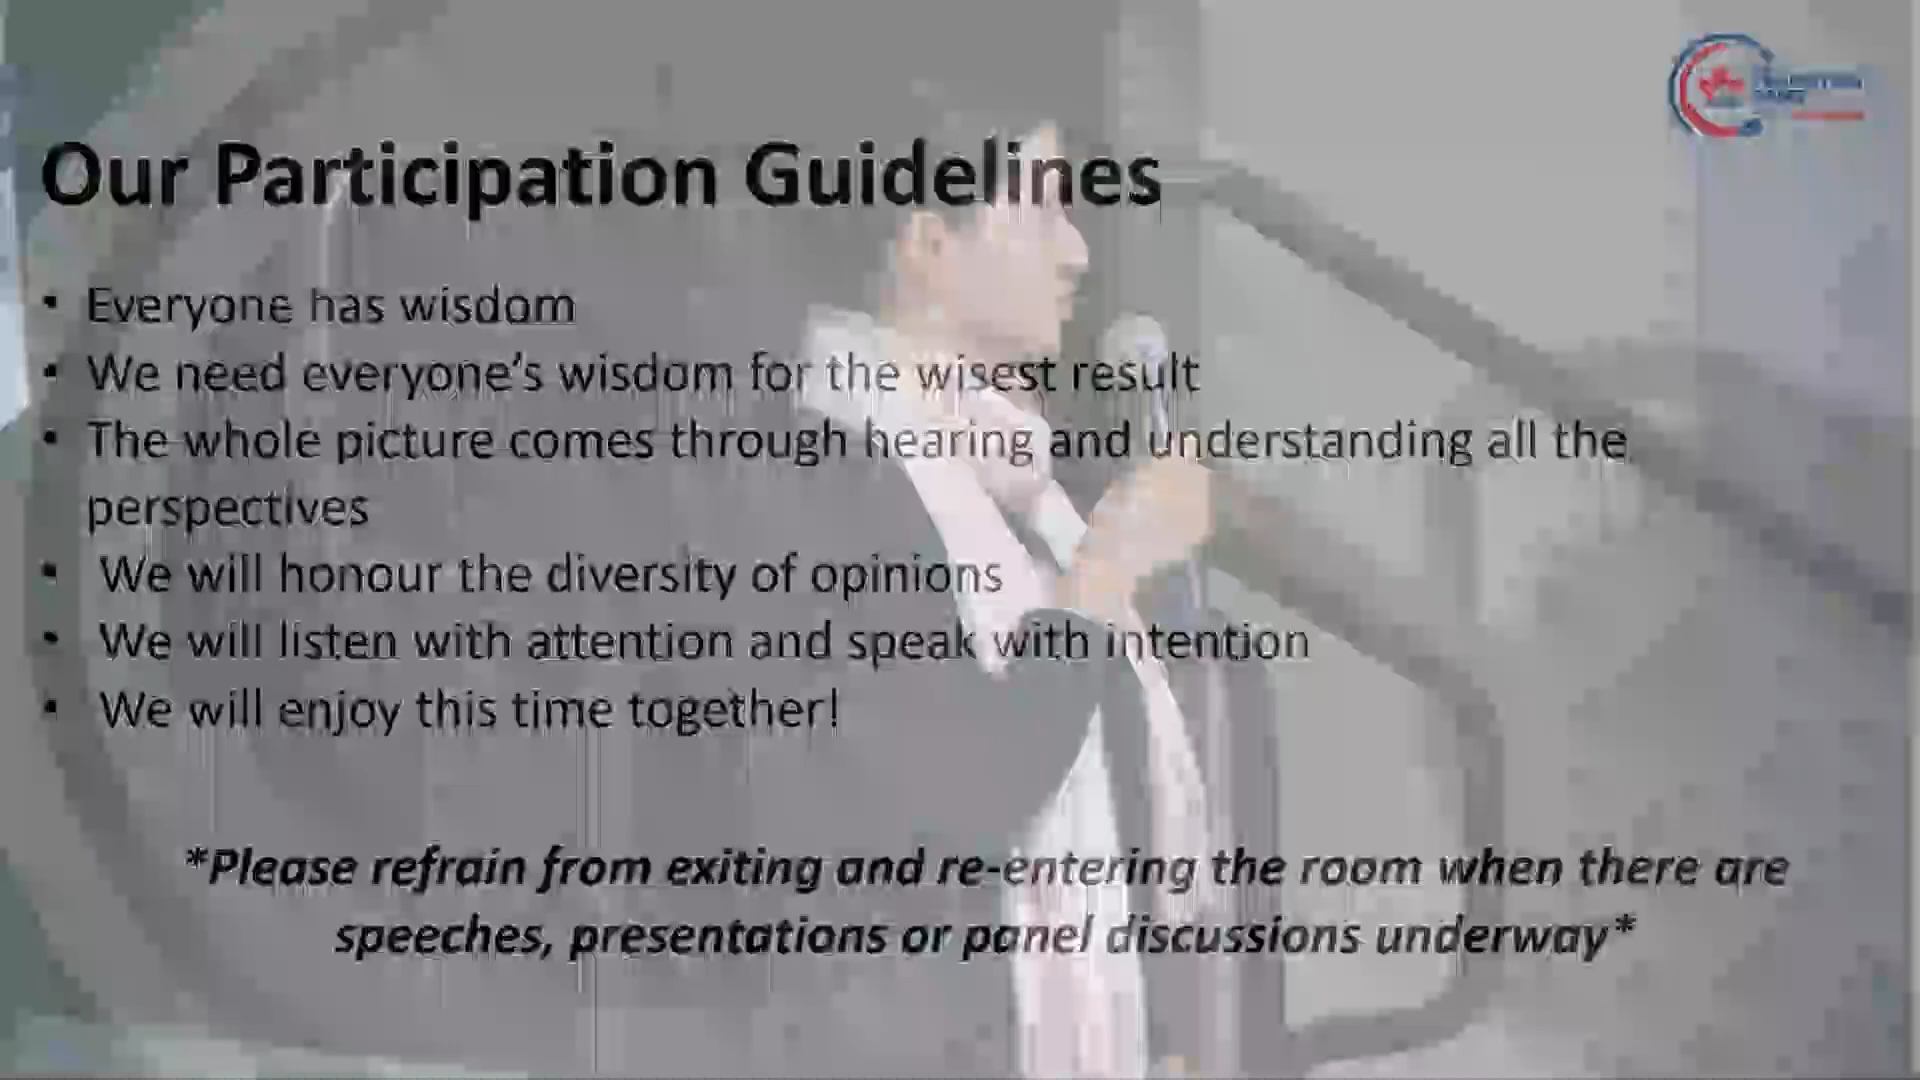 Our Participation Guidelines
• Everyone has wisdom
• We need everyone's wisdom for the wisest result
• The whole picture comes through hearing and understanding all the
perspectives
• We will honour the diversity of opinions
• We will listen with attention and speak with intention
• We will enjoy this time together!
*Please refrain from exiting and re-entering the room when there are
speeches, presentations or panel discussions underway*